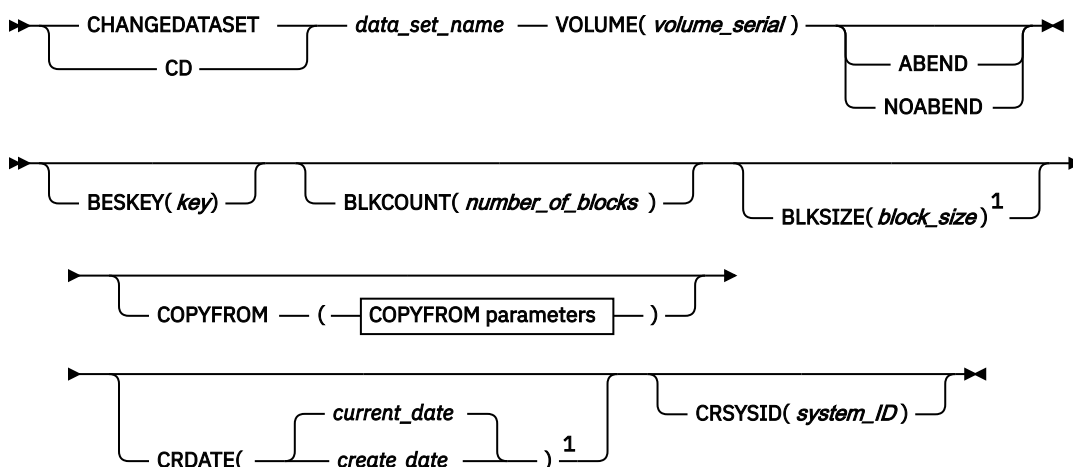 CHANGEDATASET data_set_name VOLUME( volume_serial )
CD
ABEND
NOABEND
BESKEY( key) BLKCOUNT( number_of_blocks ) BLKSIZE( block_size) 1
COPYFROM ( COPYFROM parameters )
current_date
CRDATE( create_date ) 1
CRSYSID( system_ID )